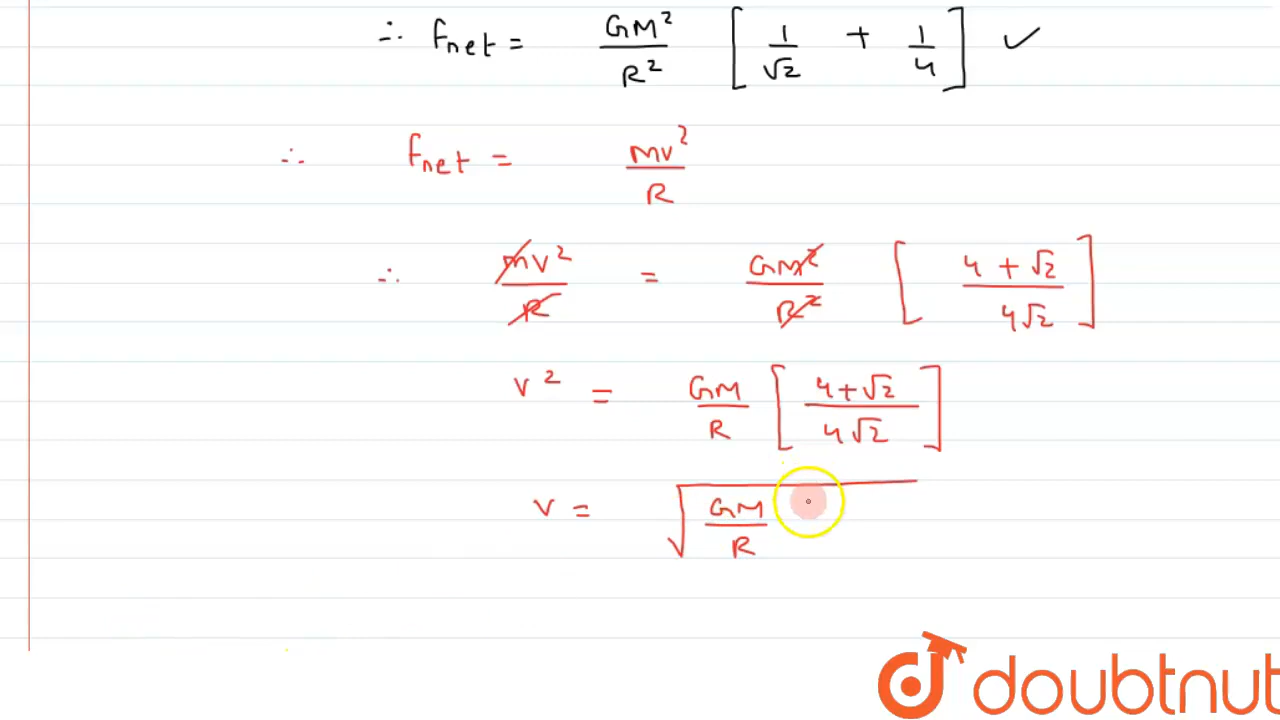 ∴ Fnet = GM²/R² [1/√2 + 1/4] ✓
∴ Fnet = mv²/R
∴ mv²/R = GM²/R² [4+√2/4√2]
v² = GM/R [4+√2/4√2]
v = √GM/R
doubtnut